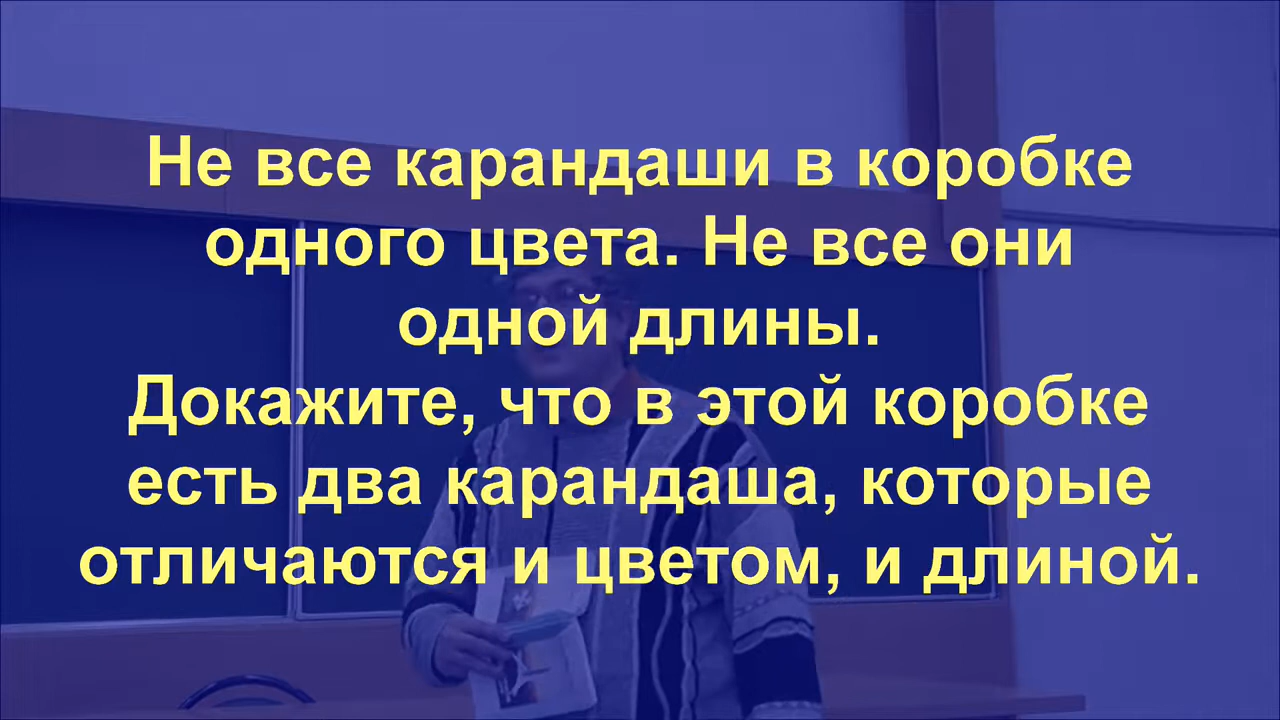 Не все карандаши в коробке
одного цвета. Не все они
одной длины.
Докажите, что в этой коробке
есть два карандаша, которые
отличаются и цветом, и длиной.